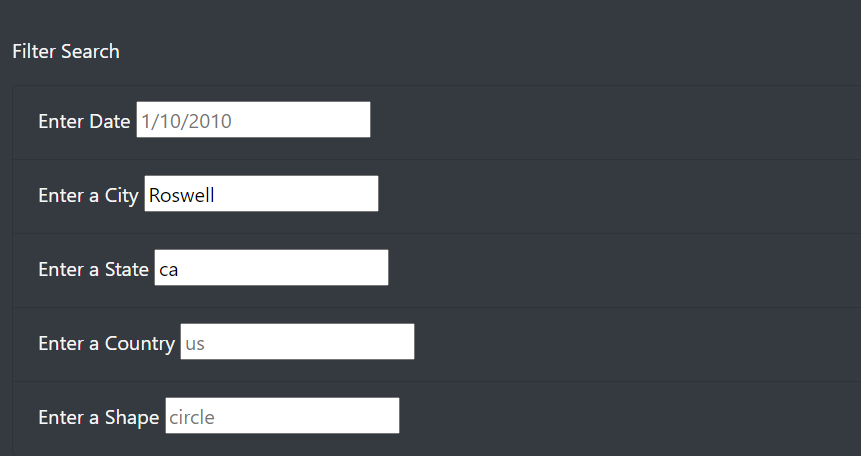 Filter Search
Enter Date 1/10/2010
Enter a City Roswell
Enter a State ca
Enter a Country us
Enter a Shape circle